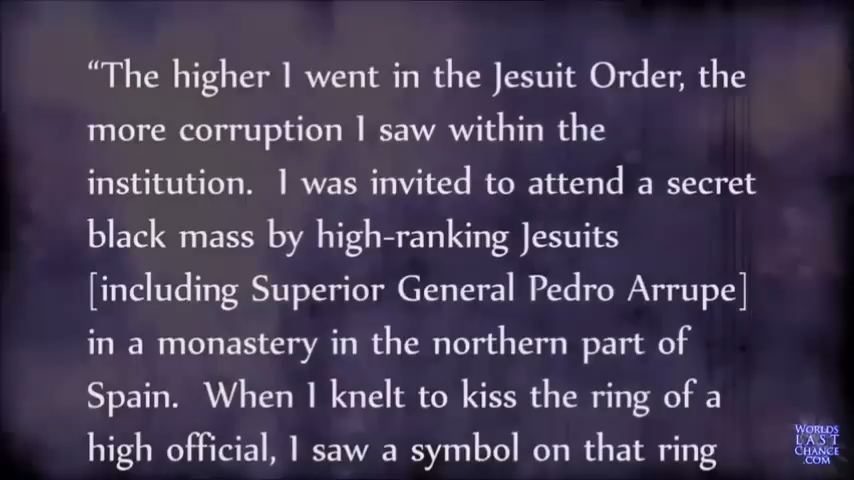 “The higher I went in the Jesuit Order, the
more corruption I saw within the
institution.  I was invited to attend a secret
black mass by high-ranking Jesuits
[including Superior General Pedro Arrupe]
in a monastery in the northern part of
Spain.  When I knelt to kiss the ring of a
high official, I saw a symbol on that ring
WORLDS
LAST
CHANCE
.COM